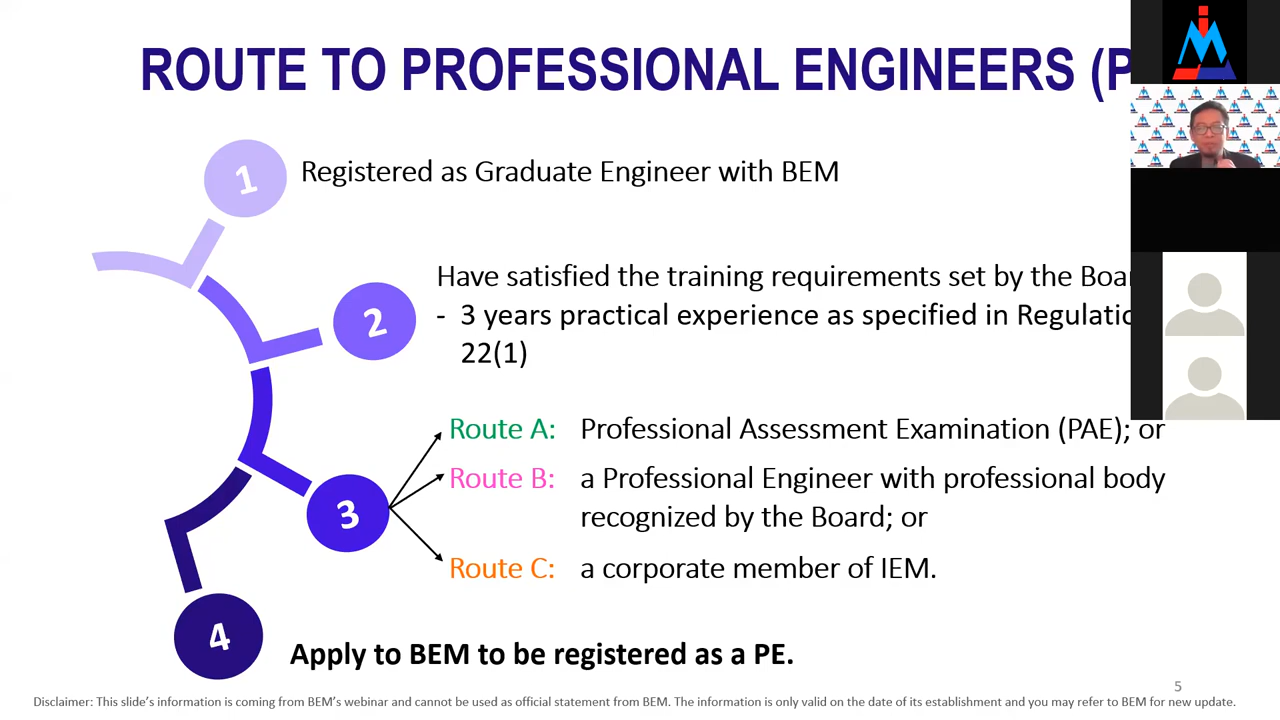 ROUTE TO PROFESSIONAL ENGINEERS (P
1
Registered as Graduate Engineer with BEM
2
Have satisfied the training requirements set by the Boar
- 3 years practical experience as specified in Regulatio
22(1)
3
Route A: Professional Assessment Examination (PAE); or
Route B: a Professional Engineer with professional body
recognized by the Board; or
Route C: a corporate member of IEM.
4
Apply to BEM to be registered as a PE.
5
Disclaimer: This slide's information is coming from BEM's webinar and cannot be used as official statement from BEM. The information is only valid on the date of its establishment and you may refer to BEM for new update.